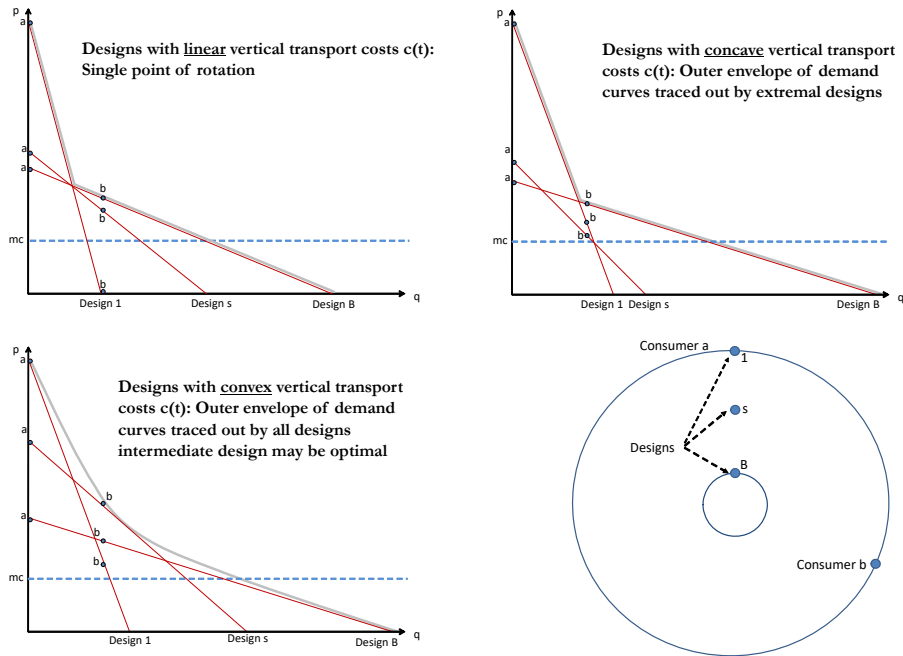 p
a
Designs with linear vertical transport costs c(t):
Single point of rotation
a
a
b
b
mc
b
Design 1
Design s
Design B
q
p
a
Designs with concave vertical transport
costs c(t): Outer envelope of demand
curves traced out by extremal designs
a
a
b
b
b
mc
Design 1
Design s
Design B
q
p
a
Designs with convex vertical transport
costs c(t): Outer envelope of demand
curves traced out by all designs
intermediate design may be optimal
a
b
a
b
b
mc
Design 1
Design s
Design B
q
Consumer a
1
s
Designs
B
Consumer b